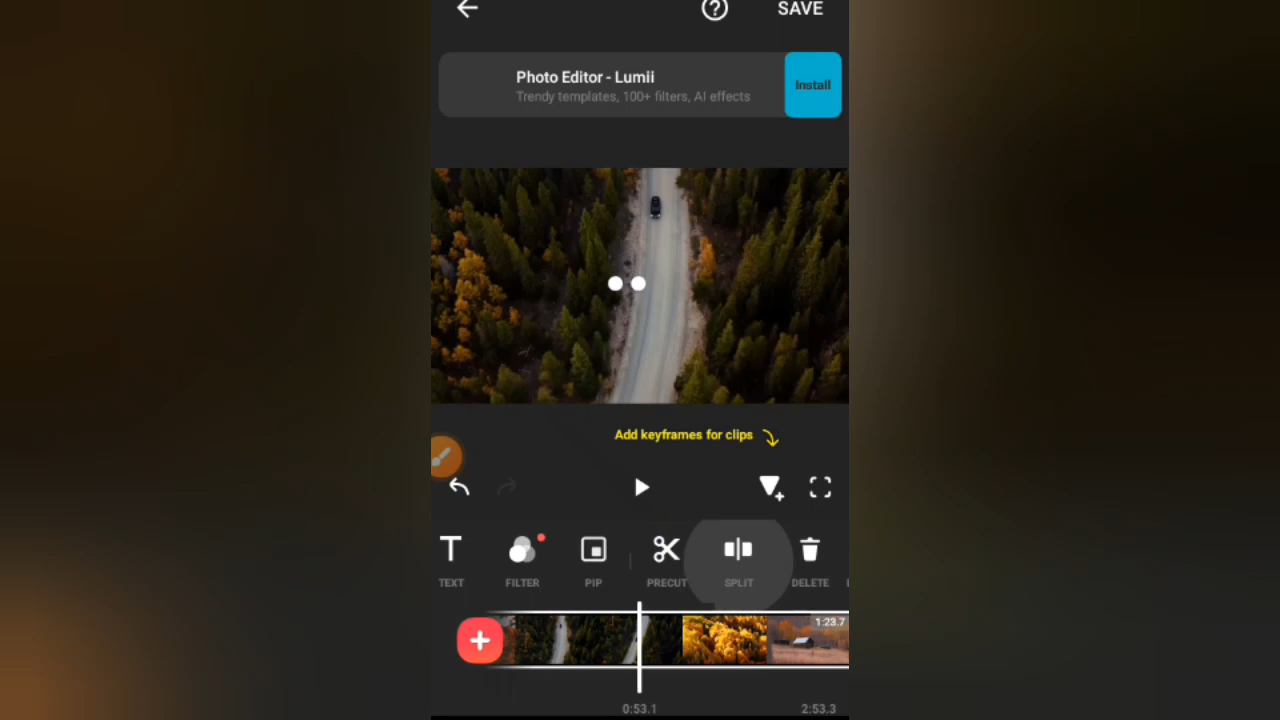 SAVE
Photo Editor - Lumii
Trendy templates, 100+ filters, AI effects
Install
Add keyframes for clips
TEXT
FILTER
PIP
PRECUT
SPLIT
DELETE
1:23.7
0:53.1
2:53.3